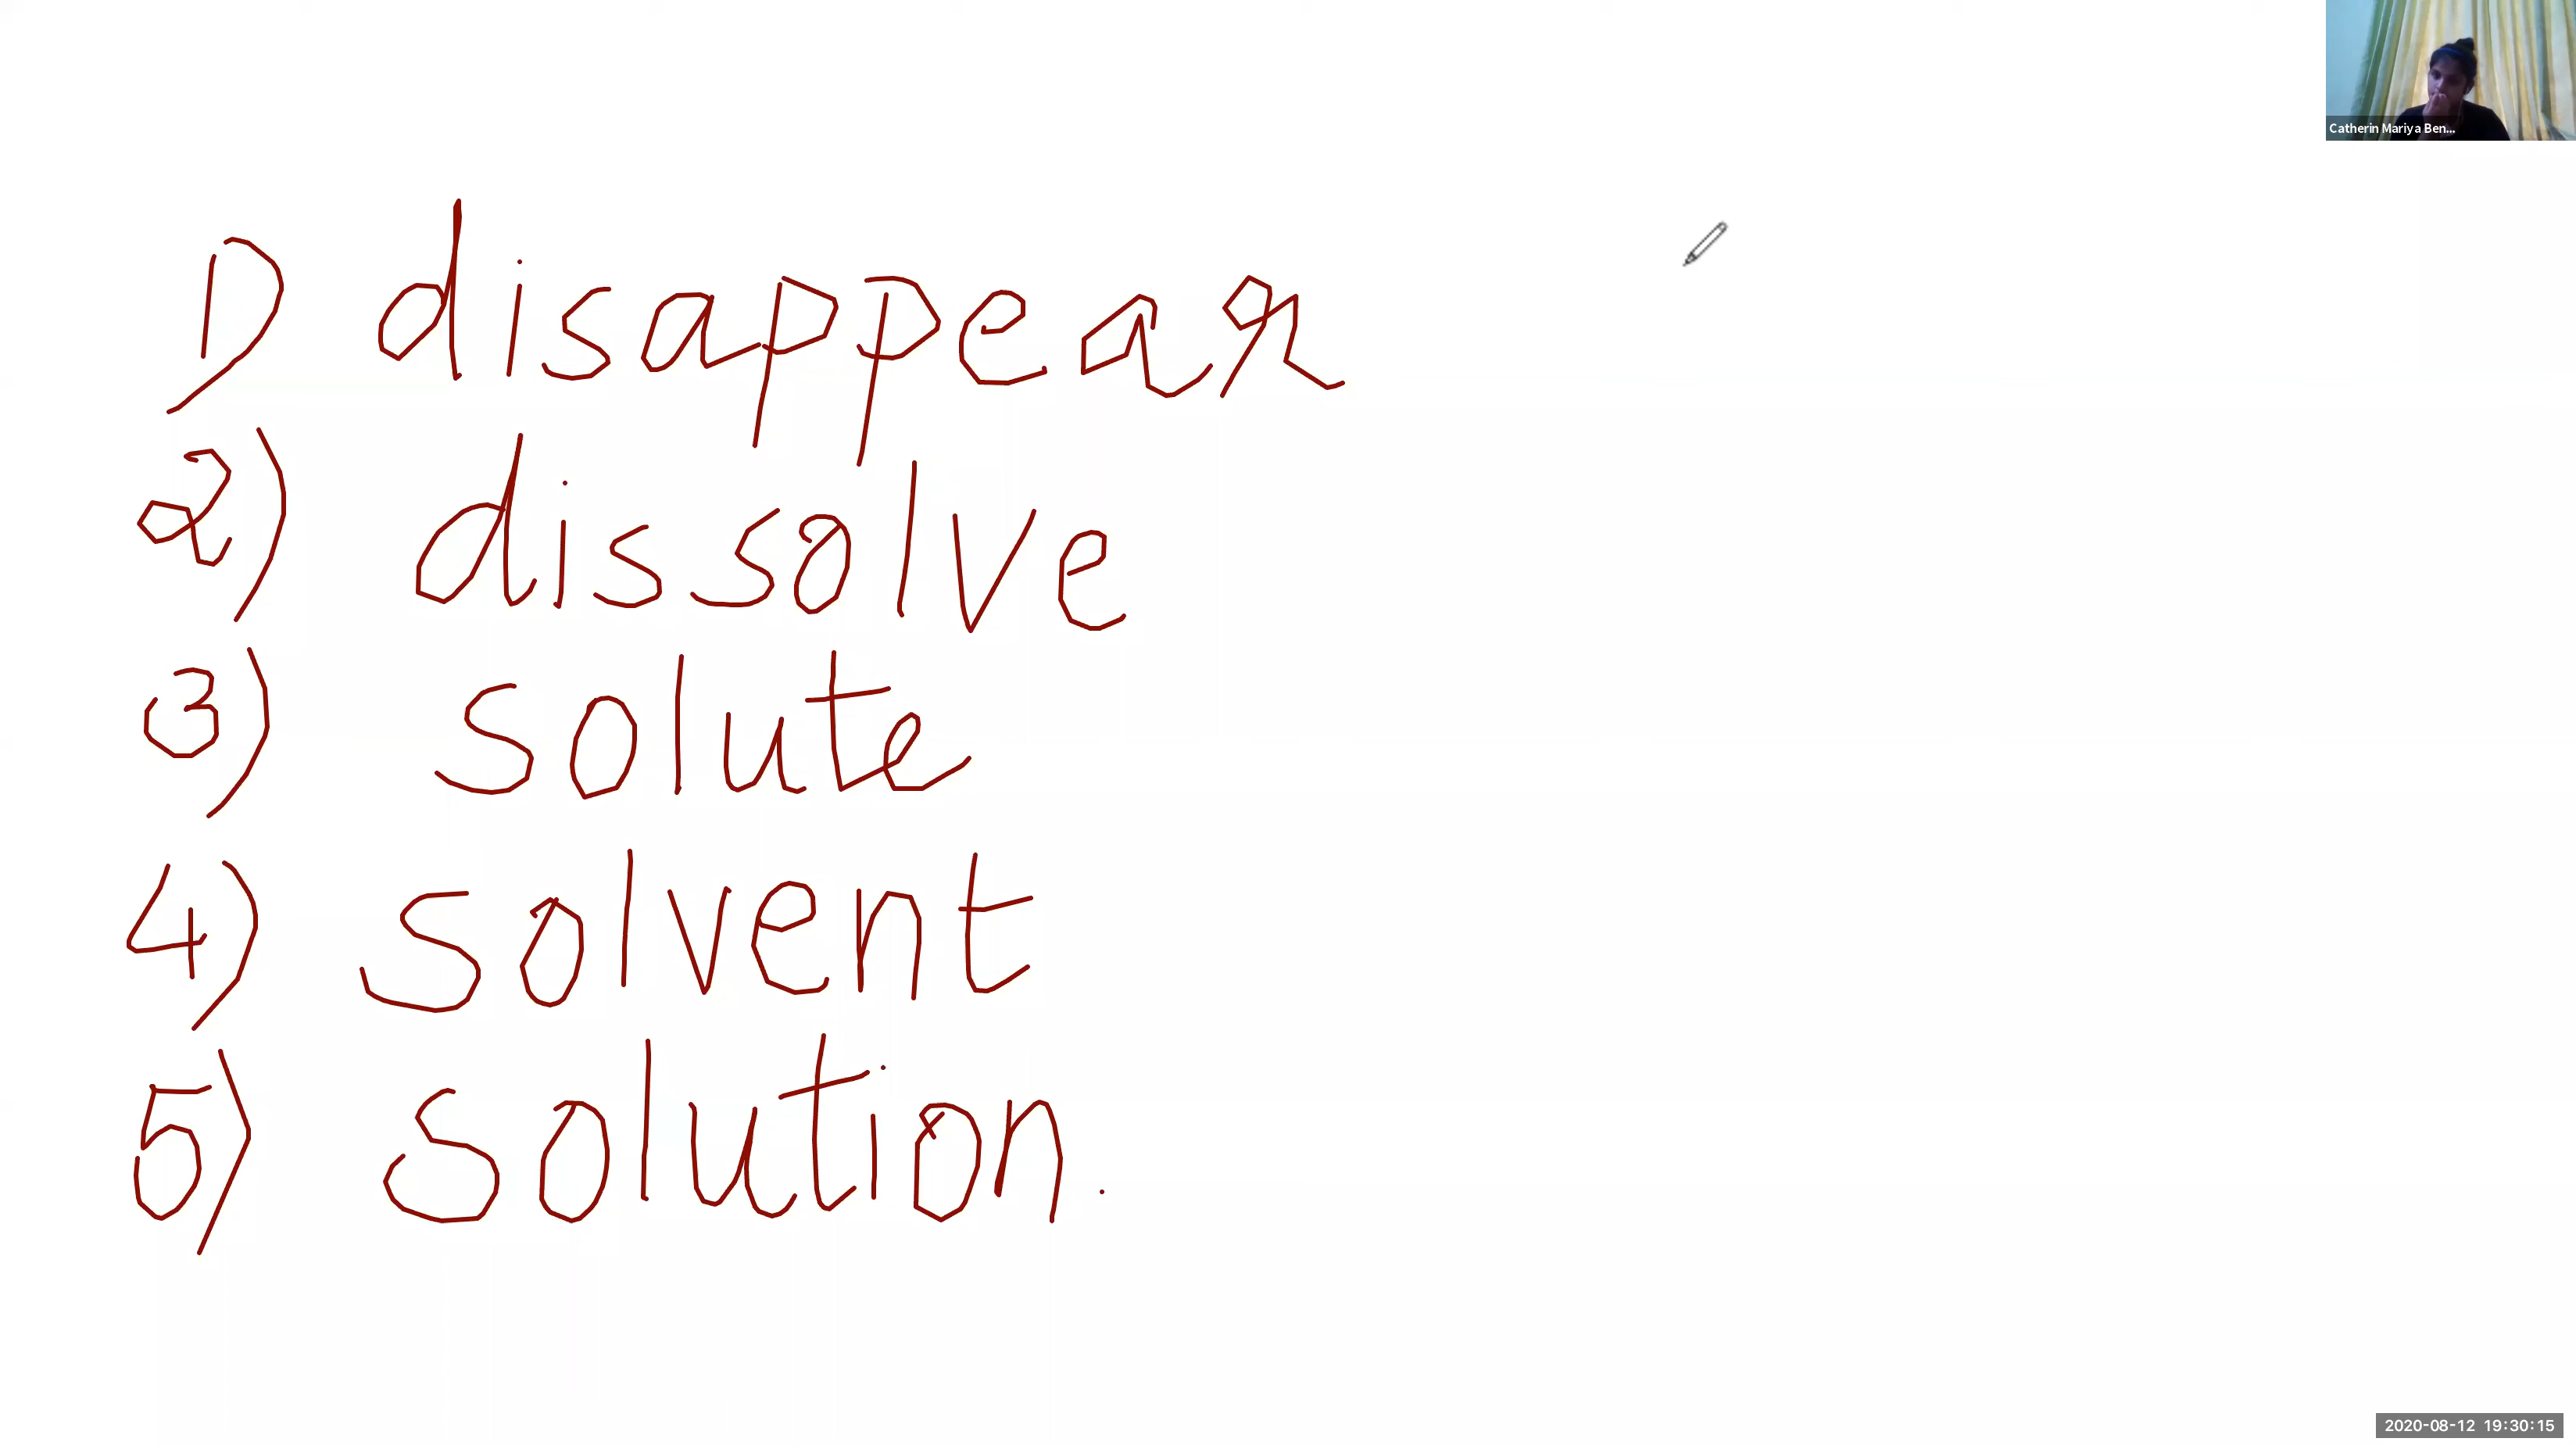 Catherin Mariya Ben...
1) disappear
2) dissolve
3) solute
4) solvent
5) solution.
2020-08-12 19:30:15